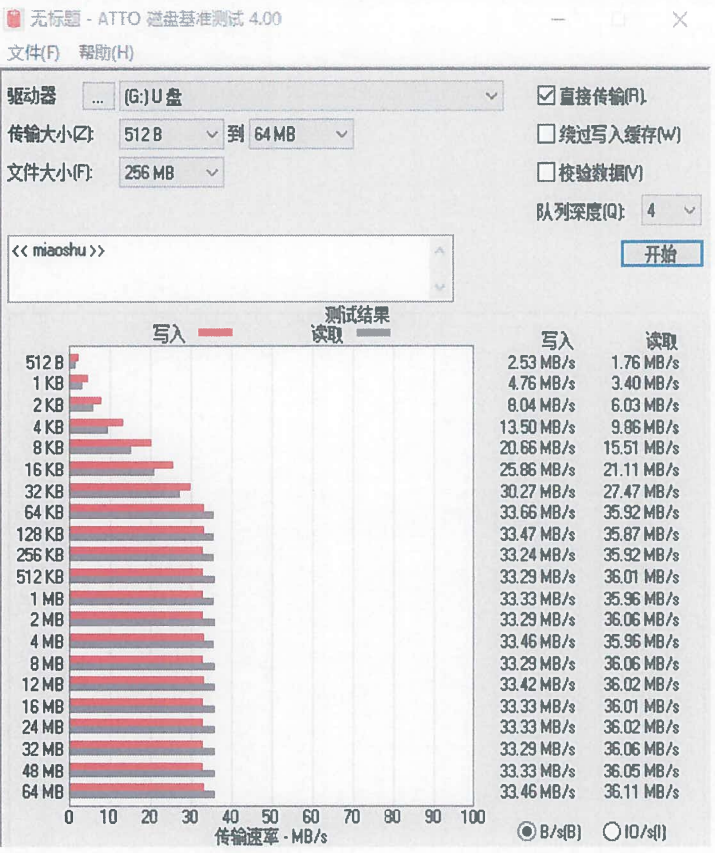 无标题 - ATTO 磁盘基准测试 4.00
文件(F) 帮助(H)
驱动器 ... (G:) U 盘
直接传输(R).
传输大小(Z): 512 B 到 64 MB
绕过写入缓存(W)
文件大小(F): 256 MB
校验数据(V)
队列深度(Q): 4
<< miaoshu >>
开始
测试结果
写入 读取
写入 读取
512 B 2.53 MB/s 1.76 MB/s
1 KB 4.76 MB/s 3.40 MB/s
2 KB 8.04 MB/s 6.03 MB/s
4 KB 13.50 MB/s 9.86 MB/s
8 KB 20.66 MB/s 15.51 MB/s
16 KB 25.86 MB/s 21.11 MB/s
32 KB 30.27 MB/s 27.47 MB/s
64 KB 33.66 MB/s 35.92 MB/s
128 KB 33.47 MB/s 35.87 MB/s
256 KB 33.24 MB/s 35.92 MB/s
512 KB 33.29 MB/s 36.01 MB/s
1 MB 33.33 MB/s 35.96 MB/s
2 MB 33.29 MB/s 36.06 MB/s
4 MB 33.46 MB/s 35.96 MB/s
8 MB 33.29 MB/s 36.06 MB/s
12 MB 33.42 MB/s 36.02 MB/s
16 MB 33.33 MB/s 36.01 MB/s
24 MB 33.33 MB/s 36.02 MB/s
32 MB 33.29 MB/s 36.06 MB/s
48 MB 33.33 MB/s 36.05 MB/s
64 MB 33.46 MB/s 36.11 MB/s
0 10 20 30 40 50 60 70 80 90 100
传输速率 - MB/s
B/s(B) IO/s(I)